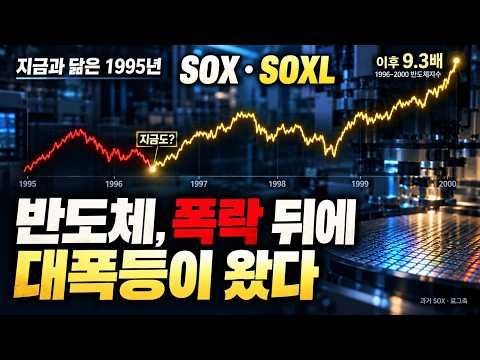 지금과 닮은 1995년
SOX · SOXL
이후 9.3배
1996-2000 반도체지수
지금도?
1995
1996
1997
1998
1999
2000
반도체, 폭락 뒤에
대폭등이 왔다
과거 SOX · 로그축